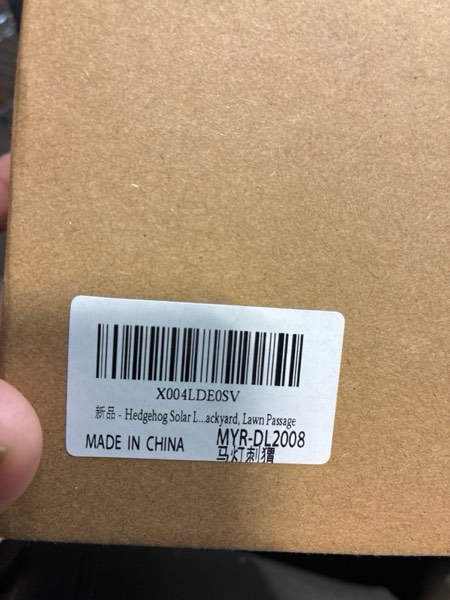 X004LDE0SV
新品 - Hedgehog Solar L...ackyard, Lawn Passage
MADE IN CHINA MYR-DL2008
马灯刺猬